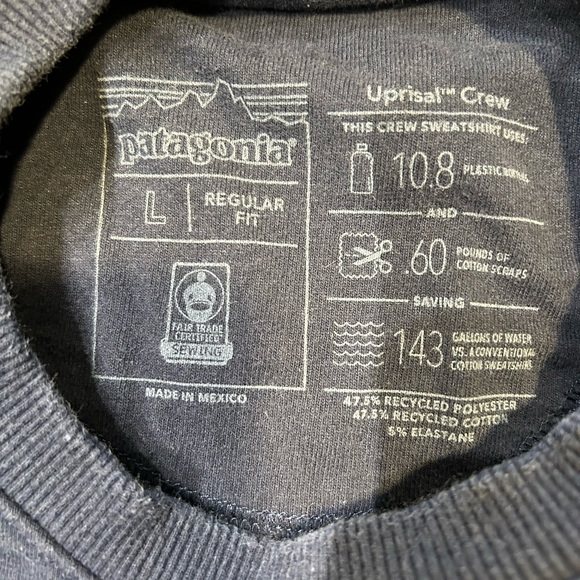 patagonia®
L
REGULAR
FIT
FAIR TRADE
CERTIFIED™
SEWING
MADE IN MEXICO
Uprisal™ Crew
THIS CREW SWEATSHIRT USES:
10.8 PLASTIC
AND
.60 POUNDS OF
COTTON SCRAPS
SAVING
143 GALLONS OF WATER
VS. A CONVENTIONAL
COTTON SWEATSHIRT
47.5% RECYCLED POLYESTER
47.5% RECYCLED COTTON
5% ELASTANE